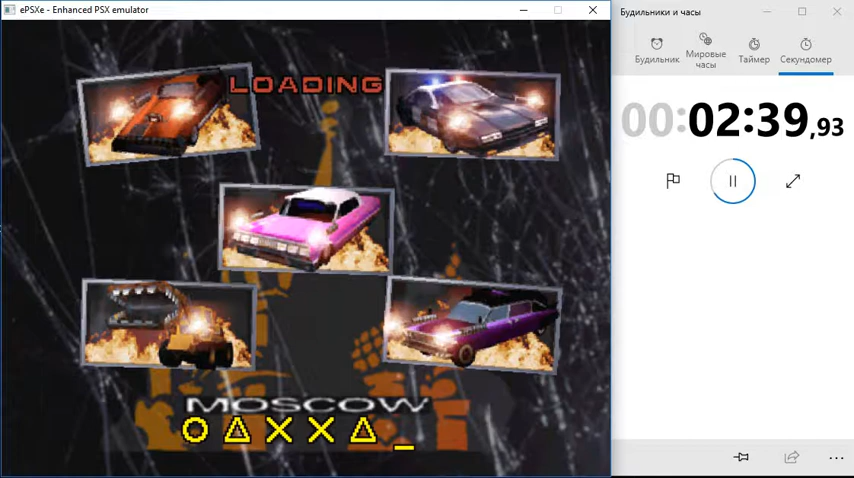 ePSXe - Enhanced PSX emulator
LOADING
MOSCOW
O Δ X X Δ _
Будильники и часы
Будильник
Мировые часы
Таймер
Секундомер
00:02:39,93